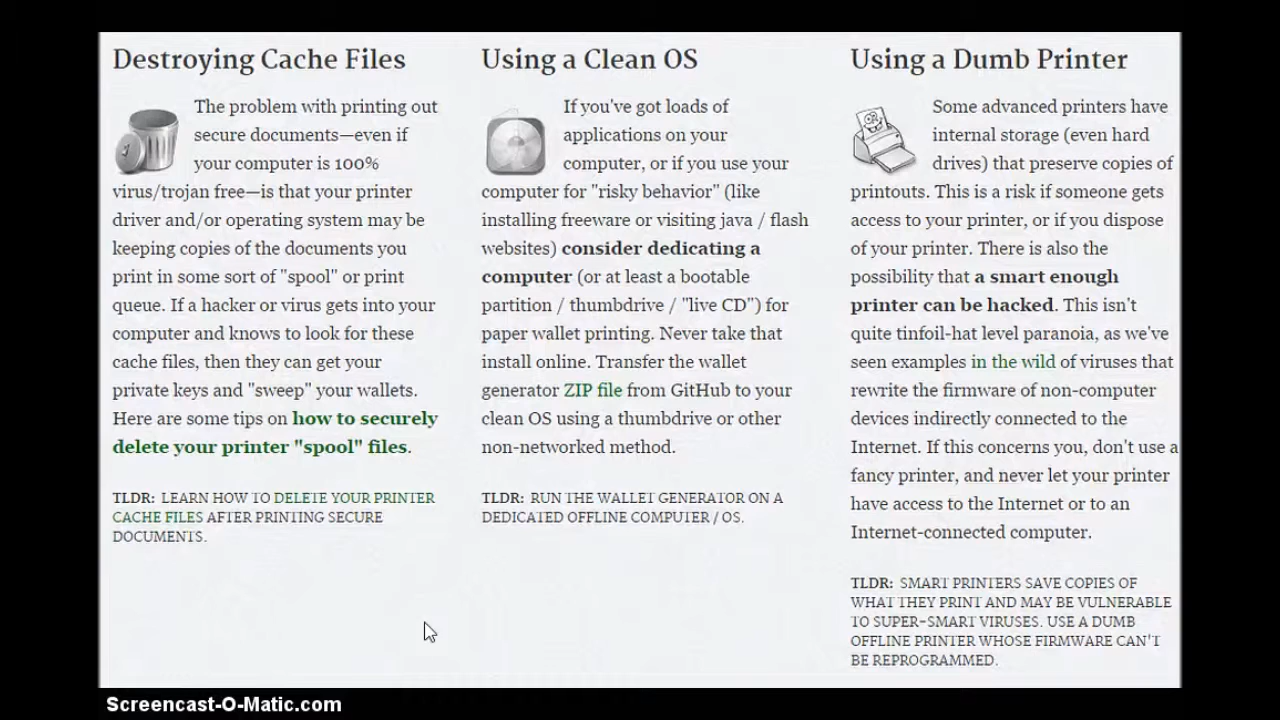 Destroying Cache Files
The problem with printing out
secure documents—even if
your computer is 100%
virus/trojan free—is that your printer
driver and/or operating system may be
keeping copies of the documents you
print in some sort of "spool" or print
queue. If a hacker or virus gets into your
computer and knows to look for these
cache files, then they can get your
private keys and "sweep" your wallets.
Here are some tips on how to securely
delete your printer "spool" files.
TLDR: LEARN HOW TO DELETE YOUR PRINTER
CACHE FILES AFTER PRINTING SECURE
DOCUMENTS.
Using a Clean OS
If you've got loads of
applications on your
computer, or if you use your
computer for "risky behavior" (like
installing freeware or visiting java / flash
websites) consider dedicating a
computer (or at least a bootable
partition / thumbdrive / "live CD") for
paper wallet printing. Never take that
install online. Transfer the wallet
generator ZIP file from GitHub to your
clean OS using a thumbdrive or other
non-networked method.
TLDR: RUN THE WALLET GENERATOR ON A
DEDICATED OFFLINE COMPUTER / OS.
Using a Dumb Printer
Some advanced printers have
internal storage (even hard
drives) that preserve copies of
printouts. This is a risk if someone gets
access to your printer, or if you dispose
of your printer. There is also the
possibility that a smart enough
printer can be hacked. This isn't
quite tinfoil-hat level paranoia, as we've
seen examples in the wild of viruses that
rewrite the firmware of non-computer
devices indirectly connected to the
Internet. If this concerns you, don't use a
fancy printer, and never let your printer
have access to the Internet or to an
Internet-connected computer.
TLDR: SMART PRINTERS SAVE COPIES OF
WHAT THEY PRINT AND MAY BE VULNERABLE
TO SUPER-SMART VIRUSES. USE A DUMB
OFFLINE PRINTER WHOSE FIRMWARE CAN'T
BE REPROGRAMMED.
Screencast-O-Matic.com